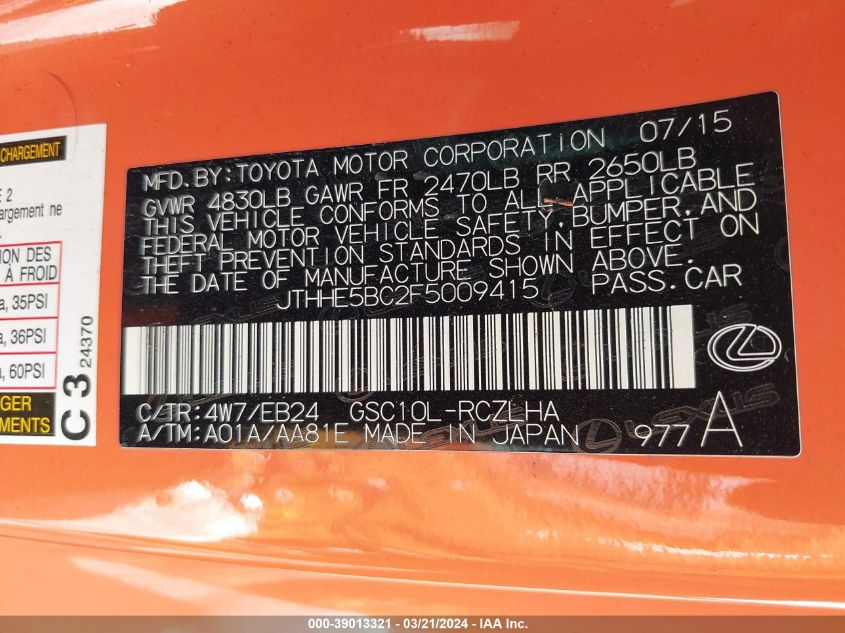 CHARGEMENT
E 2
argement ne
ION DES
À FROID
a, 35PSI
a, 36PSI
a, 60PSI
GER
EMENTS
C3 24370
MFD.BY:TOYOTA MOTOR CORPORATION 07/15
GVWR 4830LB GAWR FR 2470LB RR 2650LB
THIS VEHICLE CONFORMS TO ALL APPLICABLE
FEDERAL MOTOR VEHICLE SAFETY,BUMPER,AND
THEFT PREVENTION STANDARDS IN EFFECT ON
THE DATE OF MANUFACTURE SHOWN ABOVE.
JTHHE5BC2F5009415 PASS.CAR
C/TR:4W7/EB24 GSC10L-RCZLHA
A/TM:A01A/AA81E MADE IN JAPAN 977 A
LEXUS
000-39013321 - 03/21/2024 - IAA Inc.